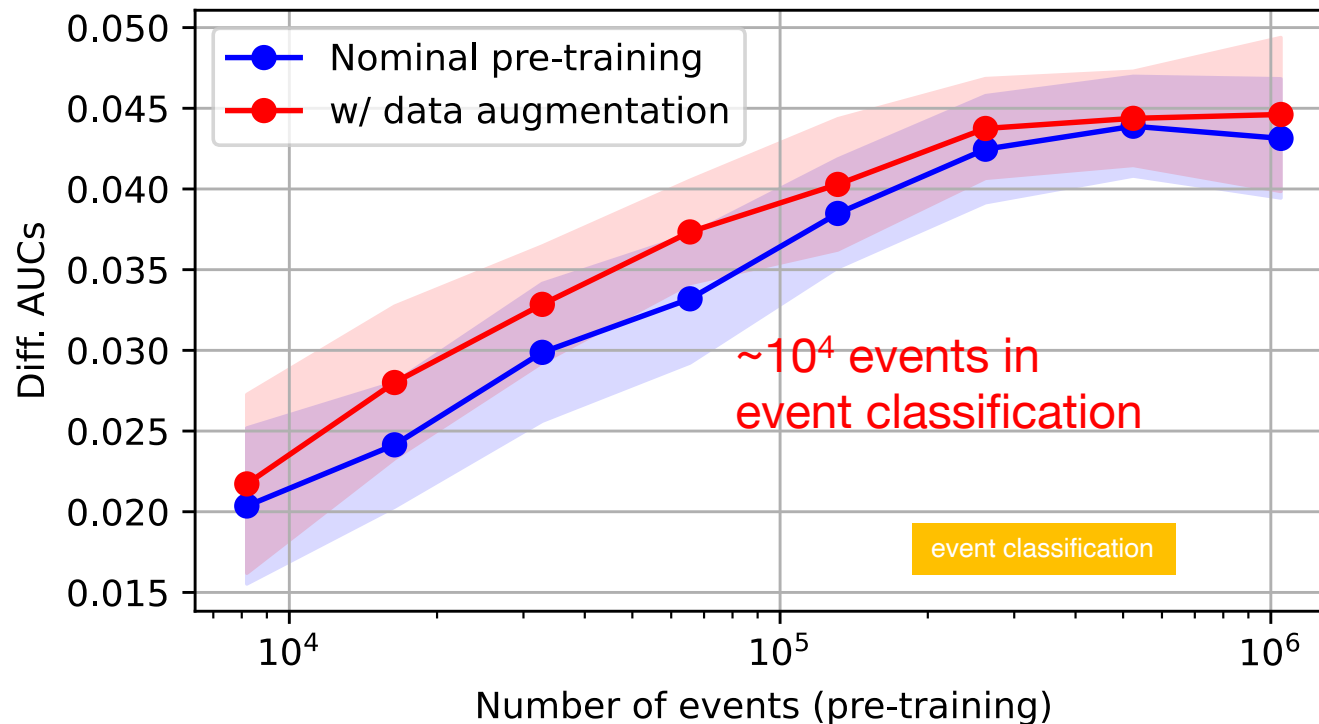 0.050
0.045
0.040
0.035
0.030
0.025
0.020
0.015
Diff. AUCs
Nominal pre-training
w/ data augmentation
~10⁴ events in
event classification
event classification
10⁴
10⁵
10⁶
Number of events (pre-training)